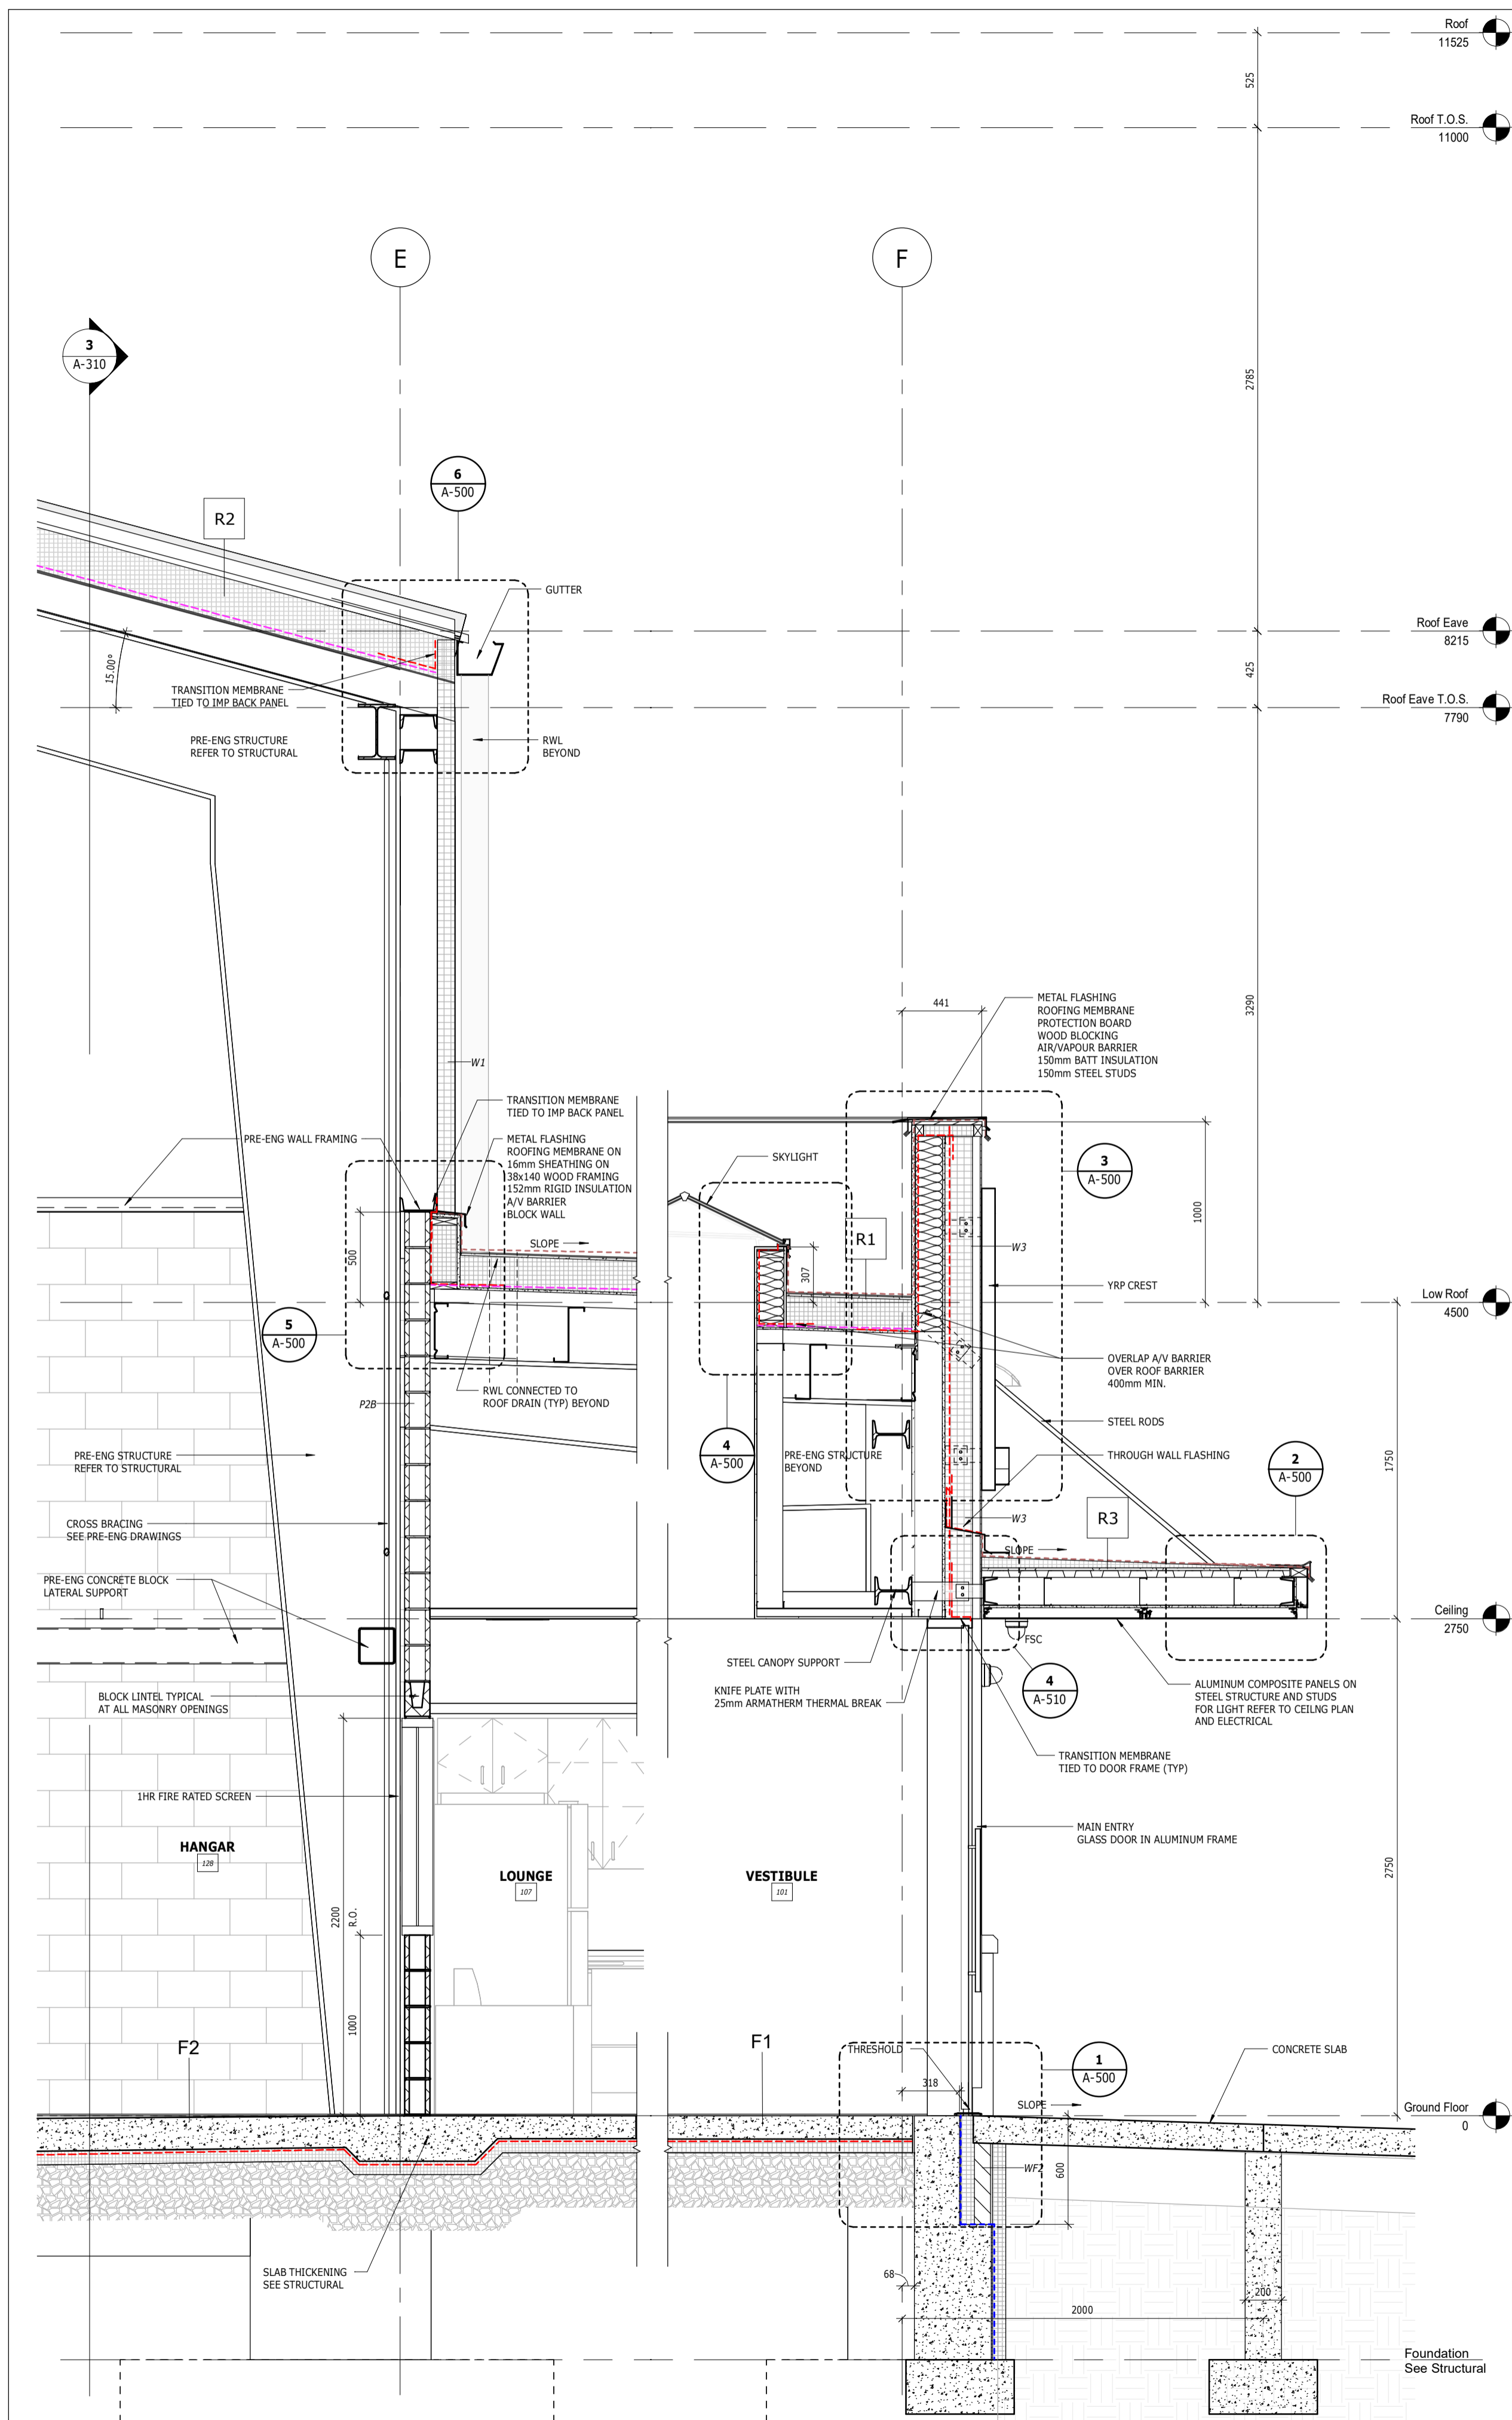 Roof
11525
525
Roof T.O.S.
11000
E
F
3
A-310
2785
6
A-500
R2
GUTTER
Roof Eave
8215
15.00°
425
TRANSITION MEMBRANE
TIED TO IMP BACK PANEL
Roof Eave T.O.S.
7790
PRE-ENG STRUCTURE
REFER TO STRUCTURAL
RWL
BEYOND
441
METAL FLASHING
ROOFING MEMBRANE
PROTECTION BOARD
WOOD BLOCKING
AIR/VAPOUR BARRIER
150mm BATT INSULATION
150mm STEEL STUDS
3290
W1
TRANSITION MEMBRANE
TIED TO IMP BACK PANEL
PRE-ENG WALL FRAMING
METAL FLASHING
ROOFING MEMBRANE ON
16mm SHEATHING ON
38x140 WOOD FRAMING
152mm RIGID INSULATION
A/V BARRIER
BLOCK WALL
SKYLIGHT
3
A-500
1000
SLOPE
R1
W3
500
307
YRP CREST
Low Roof
4500
5
A-500
OVERLAP A/V BARRIER
OVER ROOF BARRIER
400mm MIN.
RWL CONNECTED TO
ROOF DRAIN (TYP) BEYOND
P2B
STEEL RODS
4
A-500
PRE-ENG STRUCTURE
BEYOND
THROUGH WALL FLASHING
PRE-ENG STRUCTURE
REFER TO STRUCTURAL
2
A-500
1750
CROSS BRACING
SEE PRE-ENG DRAWINGS
W3
R3
SLOPE
PRE-ENG CONCRETE BLOCK
LATERAL SUPPORT
Ceiling
2750
FSC
STEEL CANOPY SUPPORT
KNIFE PLATE WITH
25mm ARMATHERM THERMAL BREAK
4
A-510
ALUMINUM COMPOSITE PANELS ON
STEEL STRUCTURE AND STUDS
FOR LIGHT REFER TO CEILNG PLAN
AND ELECTRICAL
BLOCK LINTEL TYPICAL
AT ALL MASONRY OPENINGS
TRANSITION MEMBRANE
TIED TO DOOR FRAME (TYP)
1HR FIRE RATED SCREEN
MAIN ENTRY
GLASS DOOR IN ALUMINUM FRAME
HANGAR
128
LOUNGE
107
VESTIBULE
101
2750
2200
R.O.
1000
F2
F1
THRESHOLD
1
A-500
CONCRETE SLAB
318
SLOPE
Ground Floor
0
WF2
600
SLAB THICKENING
SEE STRUCTURAL
68
200
2000
Foundation
See Structural